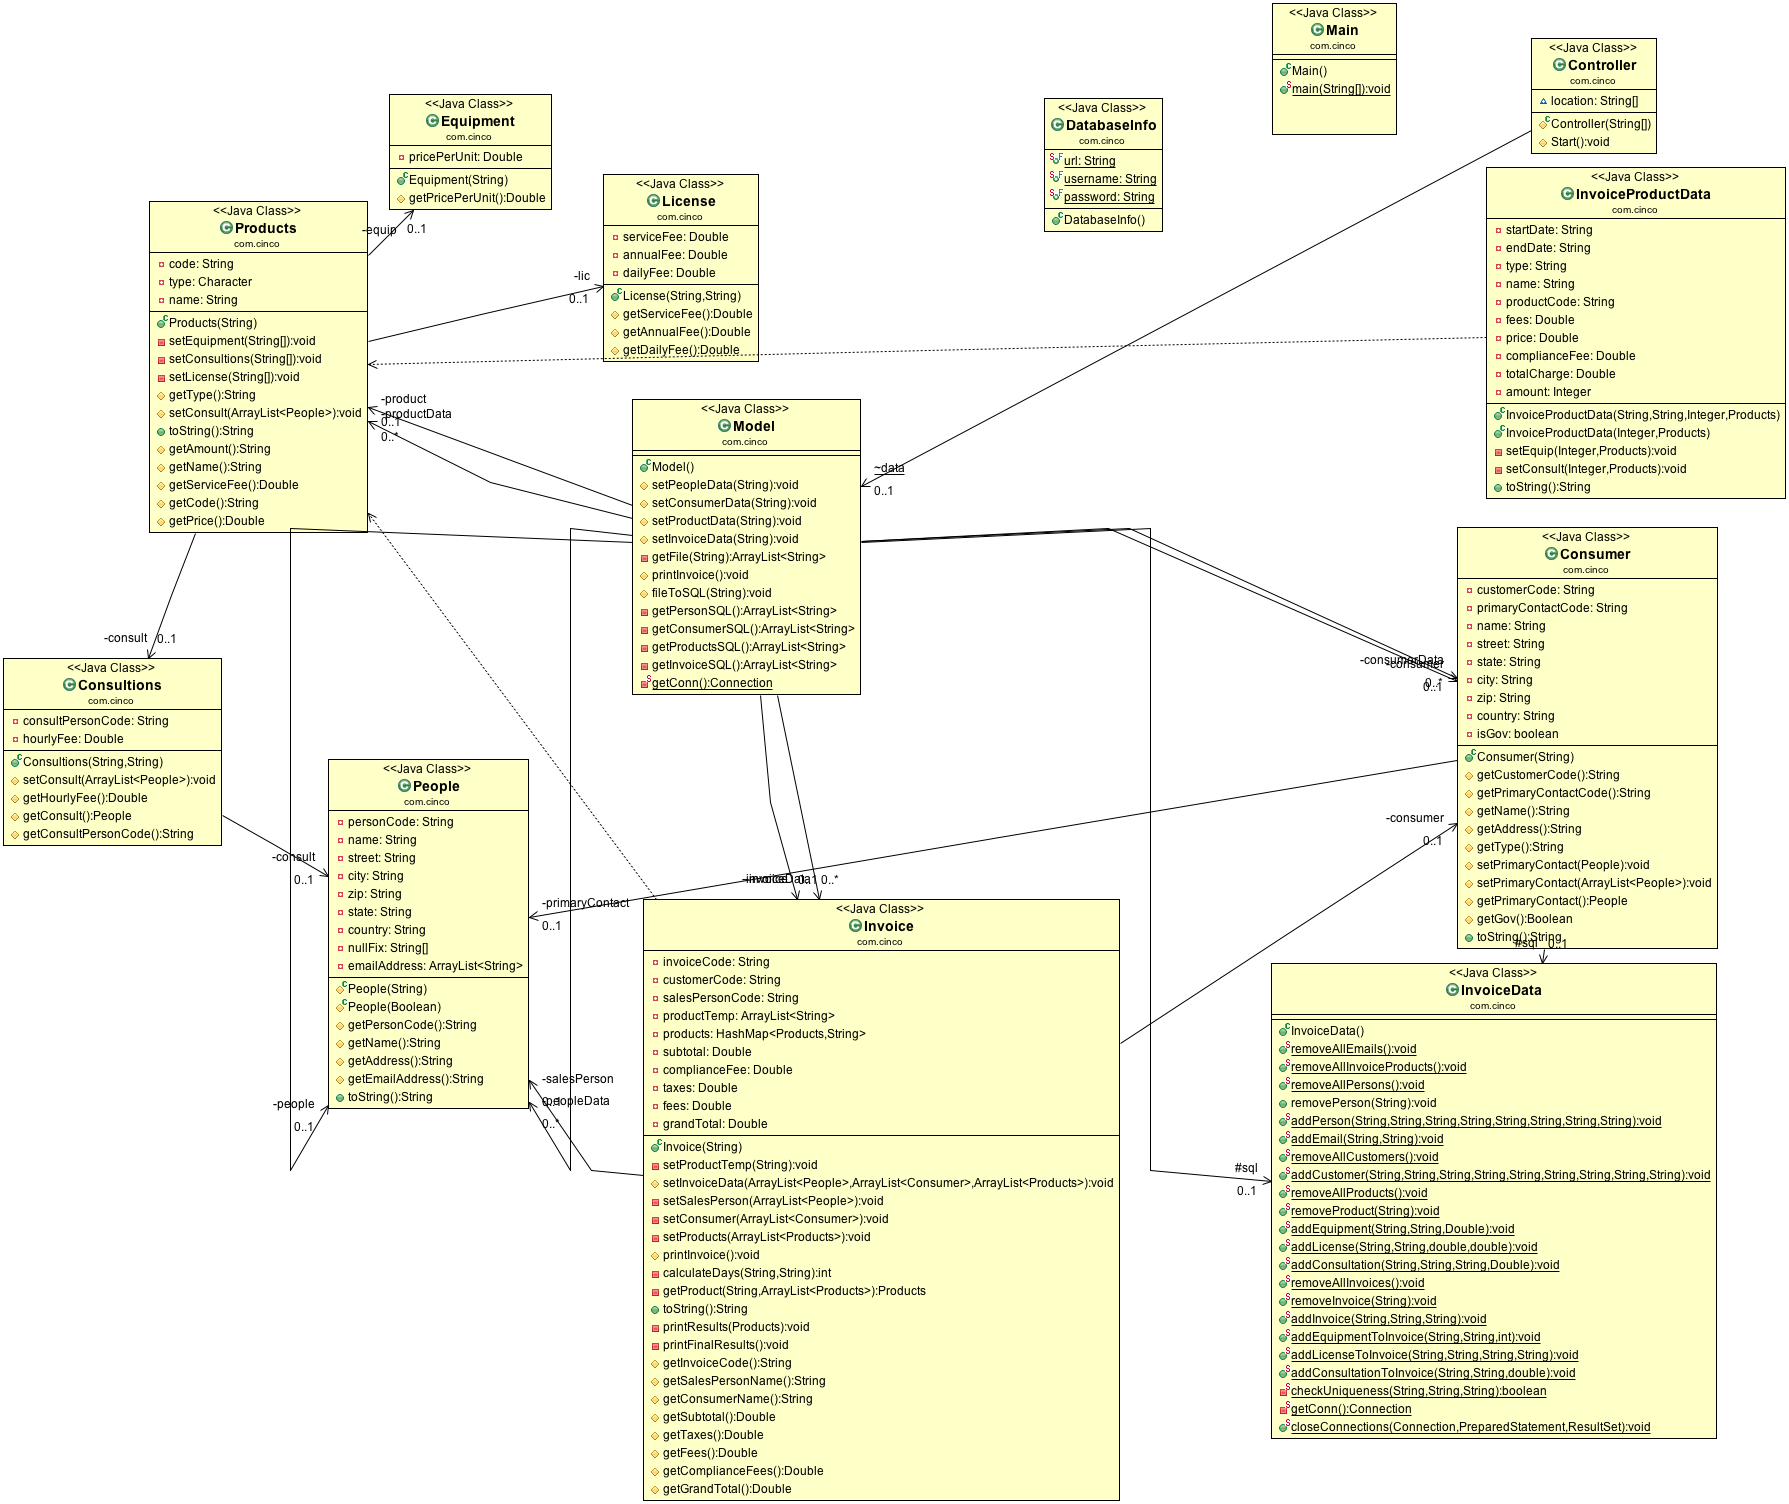 <<Java Class>>
Main
com.cinco
Main()
main(String[]):void
<<Java Class>>
Controller
com.cinco
location: String[]
Controller(String[])
Start():void
<<Java Class>>
Equipment
com.cinco
pricePerUnit: Double
Equipment(String)
getPricePerUnit():Double
<<Java Class>>
DatabaseInfo
com.cinco
url: String
username: String
password: String
DatabaseInfo()
<<Java Class>>
License
com.cinco
serviceFee: Double
annualFee: Double
dailyFee: Double
License(String,String)
getServiceFee():Double
getAnnualFee():Double
getDailyFee():Double
<<Java Class>>
InvoiceProductData
com.cinco
startDate: String
endDate: String
type: String
name: String
productCode: String
fees: Double
price: Double
complianceFee: Double
totalCharge: Double
amount: Integer
InvoiceProductData(String,String,Integer,Products)
InvoiceProductData(Integer,Products)
setEquip(Integer,Products):void
setConsult(Integer,Products):void
toString():String
<<Java Class>>
Products
com.cinco
code: String
type: Character
name: String
Products(String)
setEquipment(String[]):void
setConsultions(String[]):void
setLicense(String[]):void
getType():String
setConsult(ArrayList<People>):void
toString():String
getAmount():String
getName():String
getServiceFee():Double
getCode():String
getPrice():Double
-equip
0..1
-lic
0..1
-product
0..1
-productData
0..*
~data
0..1
<<Java Class>>
Model
com.cinco
Model()
setPeopleData(String):void
setConsumerData(String):void
setProductData(String):void
setInvoiceData(String):void
getFile(String):ArrayList<String>
printInvoice():void
fileToSQL(String):void
getPersonSQL():ArrayList<String>
getConsumerSQL():ArrayList<String>
getProductsSQL():ArrayList<String>
getInvoiceSQL():ArrayList<String>
getConn():Connection
<<Java Class>>
Consumer
com.cinco
customerCode: String
primaryContactCode: String
name: String
street: String
state: String
city: String
zip: String
country: String
isGov: boolean
Consumer(String)
getCustomerCode():String
getPrimaryContactCode():String
getName():String
getAddress():String
getType():String
setPrimaryContact(People):void
setPrimaryContact(ArrayList<People>):void
getPrimaryContact():People
getGov():Boolean
toString():String
-consumerData
0..*
-consumer
0..1
-consult
0..1
<<Java Class>>
Consultions
com.cinco
consultPersonCode: String
hourlyFee: Double
Consultions(String,String)
setConsult(ArrayList<People>):void
getHourlyFee():Double
getConsult():People
getConsultPersonCode():String
-consult
0..1
<<Java Class>>
People
com.cinco
personCode: String
name: String
street: String
city: String
zip: String
state: String
country: String
nullFix: String[]
emailAddress: ArrayList<String>
People(String)
People(Boolean)
getPersonCode():String
getName():String
getAddress():String
getEmailAddress():String
toString():String
-people
0..1
-primaryContact
0..1
-salesPerson
0..1
-peopleData
0..*
-invoice
0..1
-invoiceData
0..*
-consumer
0..1
#sql
0..1
#sql
0..1
<<Java Class>>
Invoice
com.cinco
invoiceCode: String
customerCode: String
salesPersonCode: String
productTemp: ArrayList<String>
products: HashMap<Products,String>
subtotal: Double
complianceFee: Double
taxes: Double
fees: Double
grandTotal: Double
Invoice(String)
setProductTemp(String):void
setInvoiceData(ArrayList<People>,ArrayList<Consumer>,ArrayList<Products>):void
setSalesPerson(ArrayList<People>):void
setConsumer(ArrayList<Consumer>):void
setProducts(ArrayList<Products>):void
printInvoice():void
calculateDays(String,String):int
getProduct(String,ArrayList<Products>):Products
toString():String
printResults(Products):void
printFinalResults():void
getInvoiceCode():String
getSalesPersonName():String
getConsumerName():String
getSubtotal():Double
getTaxes():Double
getFees():Double
getComplianceFees():Double
getGrandTotal():Double
<<Java Class>>
InvoiceData
com.cinco
InvoiceData()
removeAllEmails():void
removeAllInvoiceProducts():void
removeAllPersons():void
removePerson(String):void
addPerson(String,String,String,String,String,String,String,String):void
addEmail(String,String):void
removeAllCustomers():void
addCustomer(String,String,String,String,String,String,String,String,String):void
removeAllProducts():void
removeProduct(String):void
addEquipment(String,String,Double):void
addLicense(String,String,double,double):void
addConsultation(String,String,String,Double):void
removeAllInvoices():void
removeInvoice(String):void
addInvoice(String,String,String):void
addEquipmentToInvoice(String,String,int):void
addLicenseToInvoice(String,String,String,String):void
addConsultationToInvoice(String,String,double):void
checkUniqueness(String,String,String):boolean
getConn():Connection
closeConnections(Connection,PreparedStatement,ResultSet):void